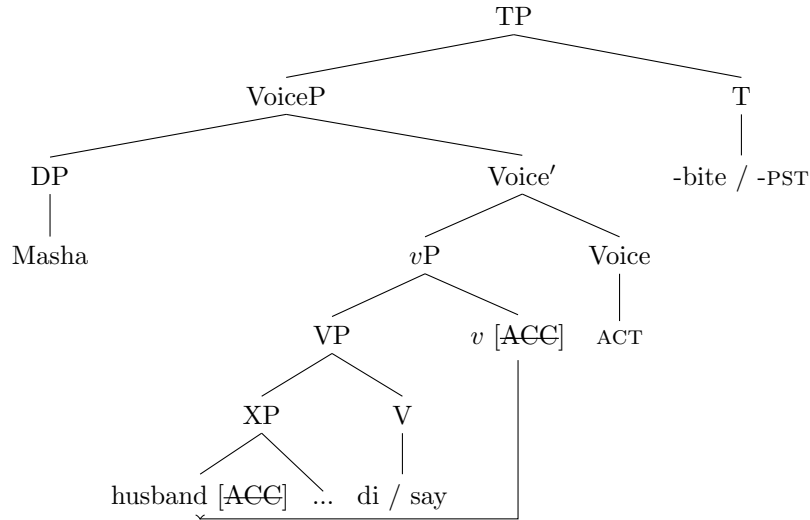 TP
VoiceP T
DP Voice′ -bite / -PST
Masha vP Voice
VP v [ACC] ACT
XP V
husband [ACC] ... di / say